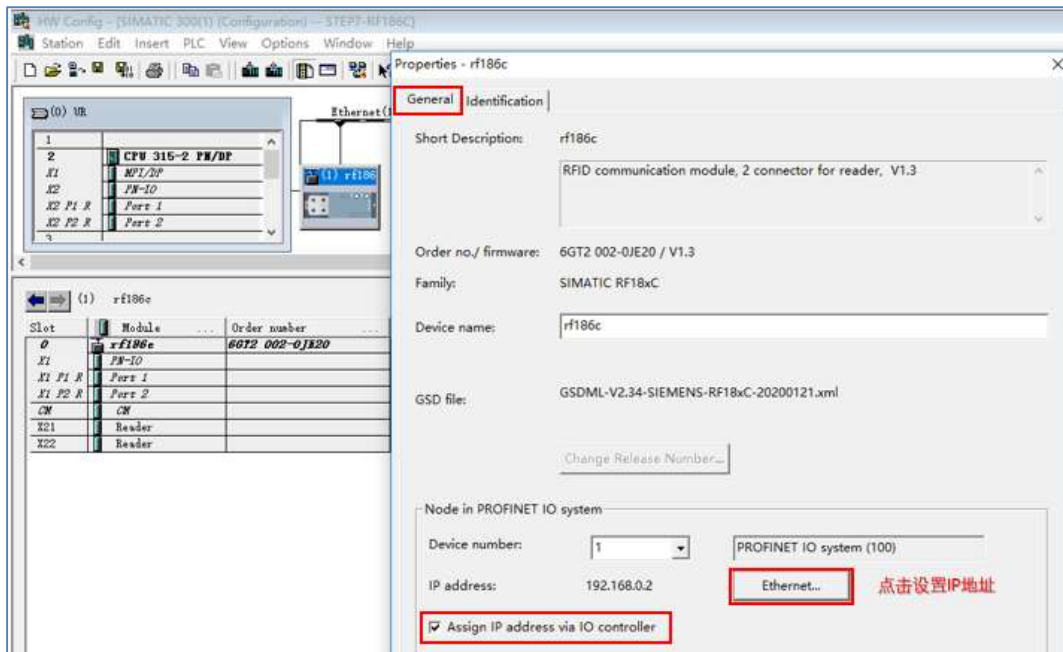 HW Config - [SIMATIC 300(1) (Configuration) -- STEP7-RF186C]
Station Edit Insert PLC View Options Window Help
Properties - rf186c
General Identification
(0) UR
1
2 CPU 315-2 PN/DP
X1 MPI/DP
X2 PN-IO
X2 P1 R Port 1
X2 P2 R Port 2
3
Ethernet(1
(1) rf186
Short Description: rf186c
RFID communication module, 2 connector for reader, V1.3
Order no./ firmware: 6GT2 002-0JE20 / V1.3
Family: SIMATIC RF18xC
Device name: rf186c
GSD file: GSDML-V2.34-SIEMENS-RF18xC-20200121.xml
Change Release Number...
Node in PROFINET IO system
Device number: 1 PROFINET IO system (100)
IP address: 192.168.0.2 Ethernet... 点击设置IP地址
Assign IP address via IO controller
(1) rf186c
Slot Module ... Order number ...
0 rf186c 6GT2 002-0JE20
X1 PN-IO
X1 P1 R Port 1
X1 P2 R Port 2
CM CM
X21 Reader
X22 Reader